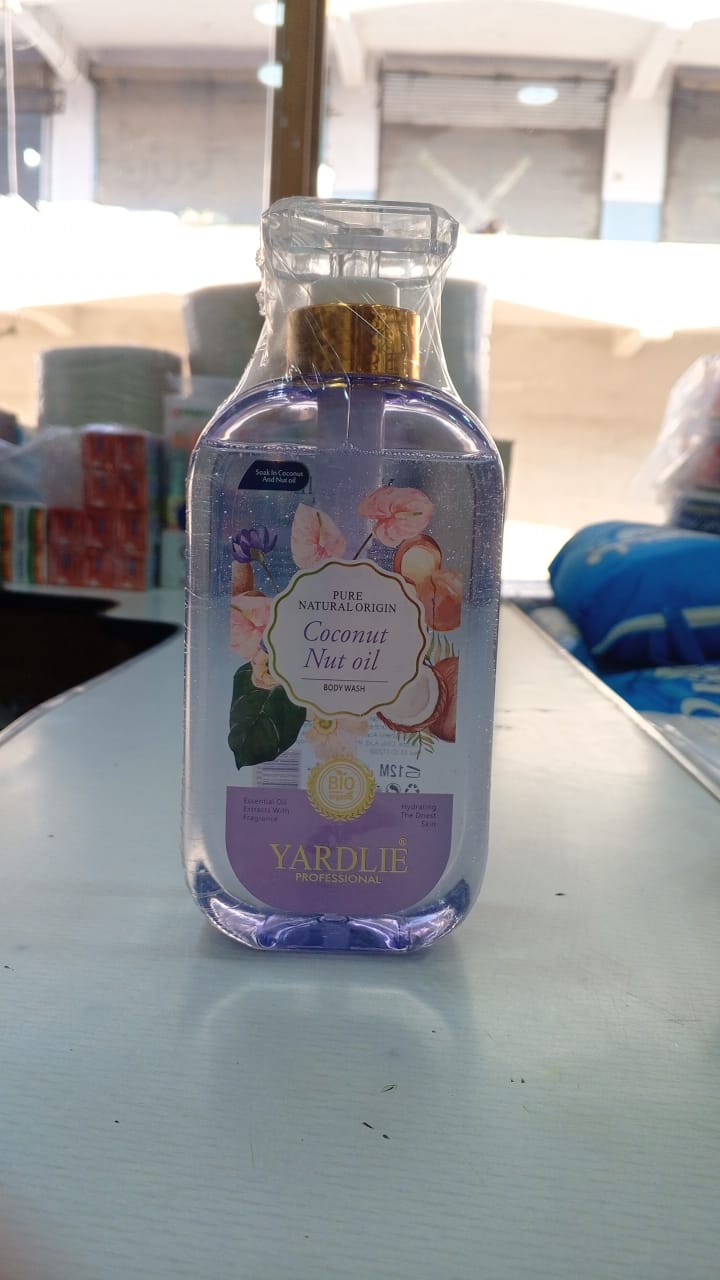 Soak In Coconut
And Nut oil
PURE
NATURAL ORIGIN
Coconut
Nut oil
BODY WASH
12M
BIO
organic
Essential Oil
Extracts With
Fragrance
Hydrating
The Driest
Skin
YARDLIE®
PROFESSIONAL